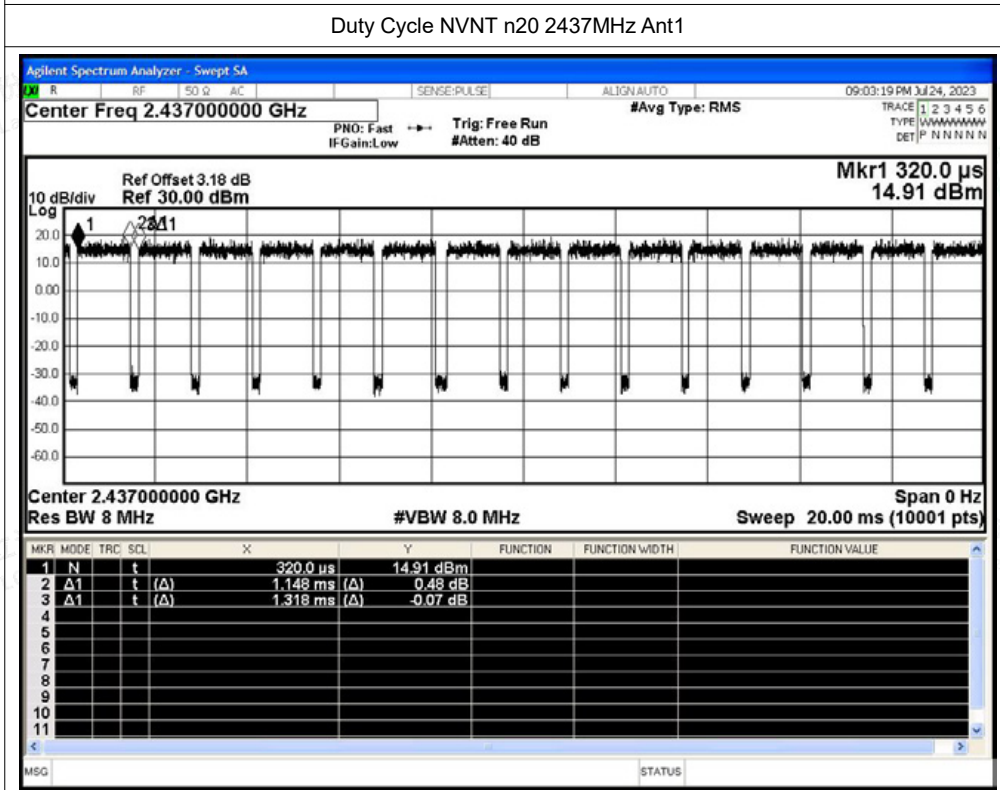 Duty Cycle NVNT n20 2437MHz Ant1
Agilent Spectrum Analyzer - Swept SA
R RF 50 Ω AC SENSE:PULSE ALIGN AUTO 09:03:19 PM Jul 24, 2023
Center Freq 2.437000000 GHz #Avg Type: RMS TRACE 1 2 3 4 5 6
PNO: Fast Trig: Free Run TYPE WWWWWW
IFGain:Low #Atten: 40 dB DET P N N N N N
Mkr1 320.0 µs
Ref Offset 3.18 dB
10 dB/div Ref 30.00 dBm 14.91 dBm
Log
1 2 3Δ1
20.0
10.0
0.00
-10.0
-20.0
-30.0
-40.0
-50.0
-60.0
Center 2.437000000 GHz Span 0 Hz
Res BW 8 MHz #VBW 8.0 MHz Sweep 20.00 ms (10001 pts)
MKR MODE TRC SCL X Y FUNCTION FUNCTION WIDTH FUNCTION VALUE
1 N t 320.0 µs 14.91 dBm
2 Δ1 t (Δ) 1.148 ms (Δ) 0.48 dB
3 Δ1 t (Δ) 1.318 ms (Δ) -0.07 dB
4
5
6
7
8
9
10
11
MSG STATUS